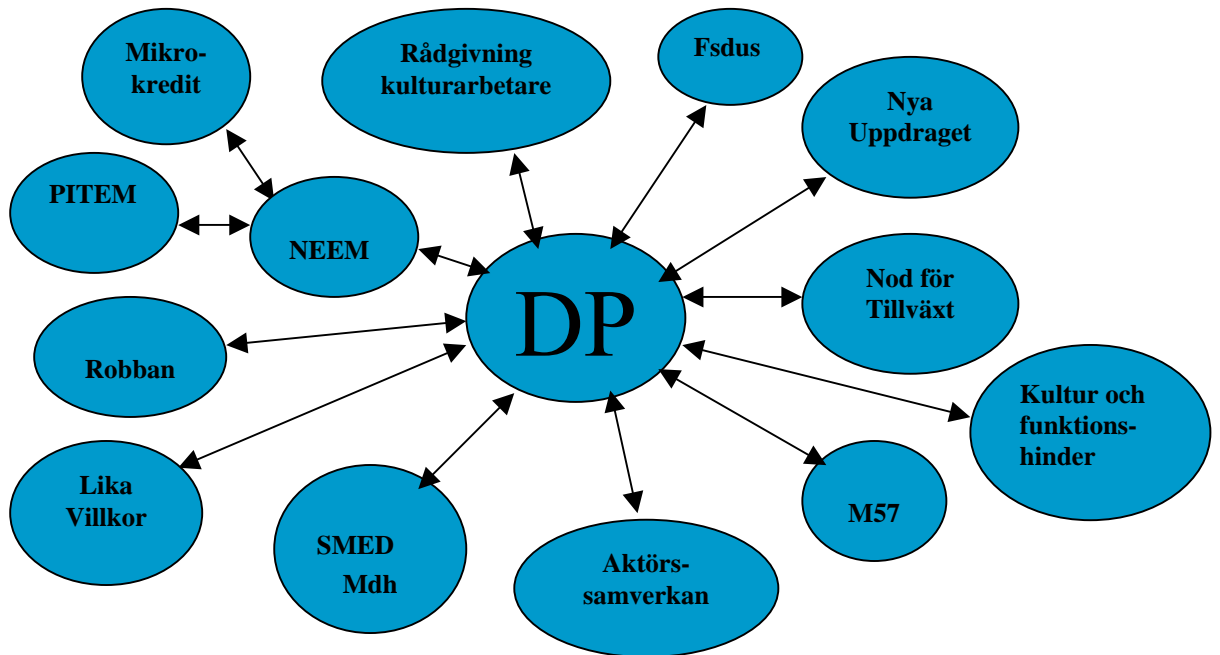 Mikro-
kredit
Rådgivning
kulturarbetare
Fsdus
Nya
Uppdraget
PITEM
NEEM
DP
Nod för
Tillväxt
Robban
Kultur och
funktions-
hinder
Lika
Villkor
SMED
Mdh
Aktörs-
samverkan
M57